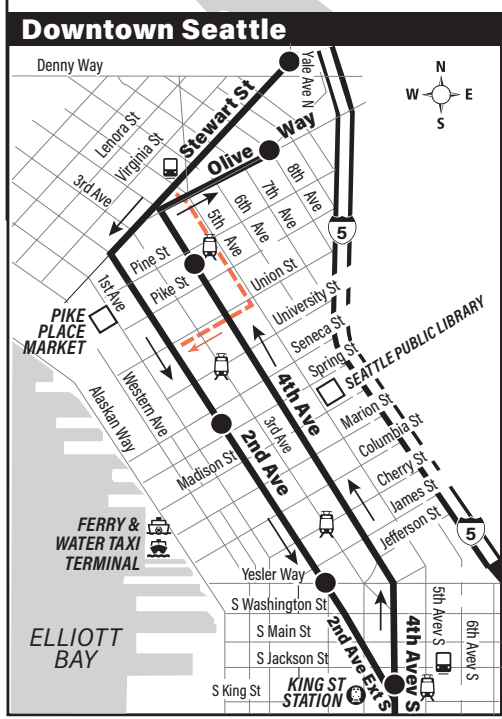 Downtown Seattle
Denny Way
Yale Ave N
N
W
E
S
Lenora St
Virginia St
Stewart St
Olive Way
3rd Ave
8th Ave
7th Ave
6th Ave
5th Ave
5
Pine St
Pike St
Union St
1st Ave
University St
PIKE
PLACE
MARKET
Seneca St
Spring St
SEATTLE PUBLIC LIBRARY
Western Ave
Alaskan Way
4th Ave
3rd Ave
Marion St
2nd Ave
Columbia St
Madison St
Cherry St
James St
Jefferson St
5
FERRY &
WATER TAXI
TERMINAL
Yesler Way
S Washington St
S Main St
S Jackson St
S King St
ELLIOTT
BAY
2nd Ave Ext S
4th Avev S
5th Avev S
6th Avev S
KING ST
STATION